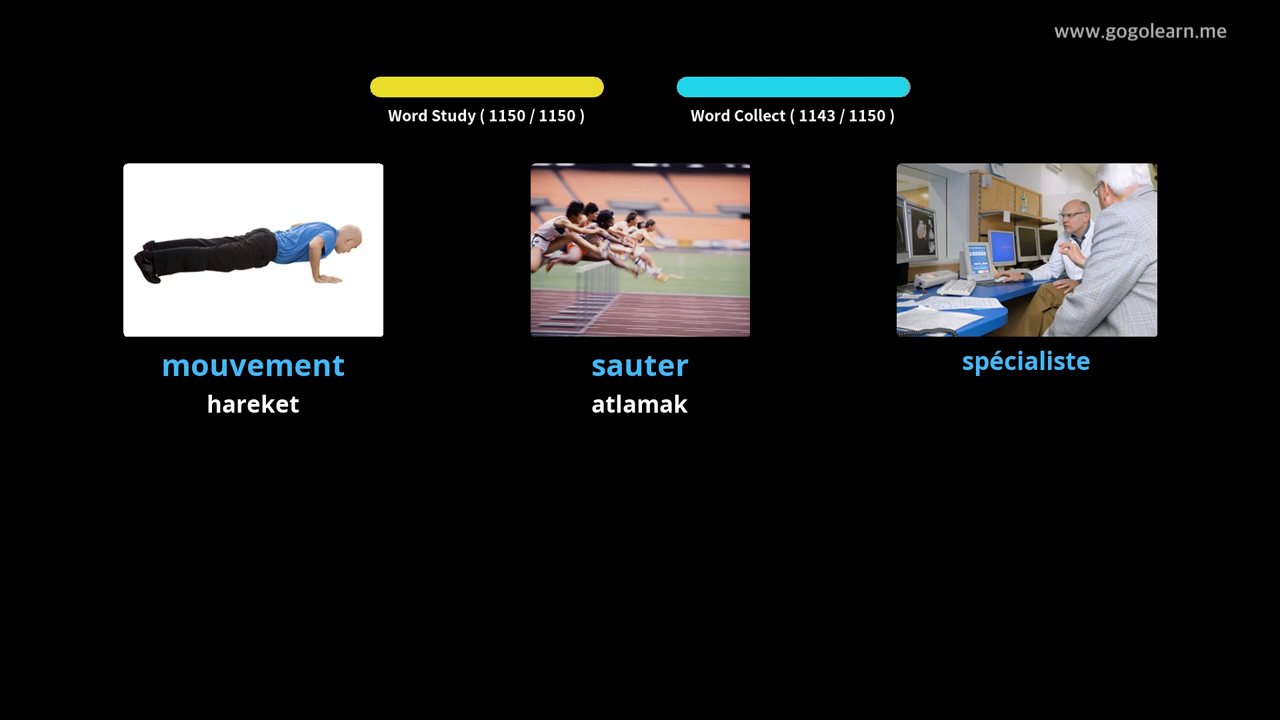 www.gogolearn.me
Word Study ( 1150 / 1150 )
Word Collect ( 1143 / 1150 )
mouvement
hareket
sauter
atlamak
spécialiste